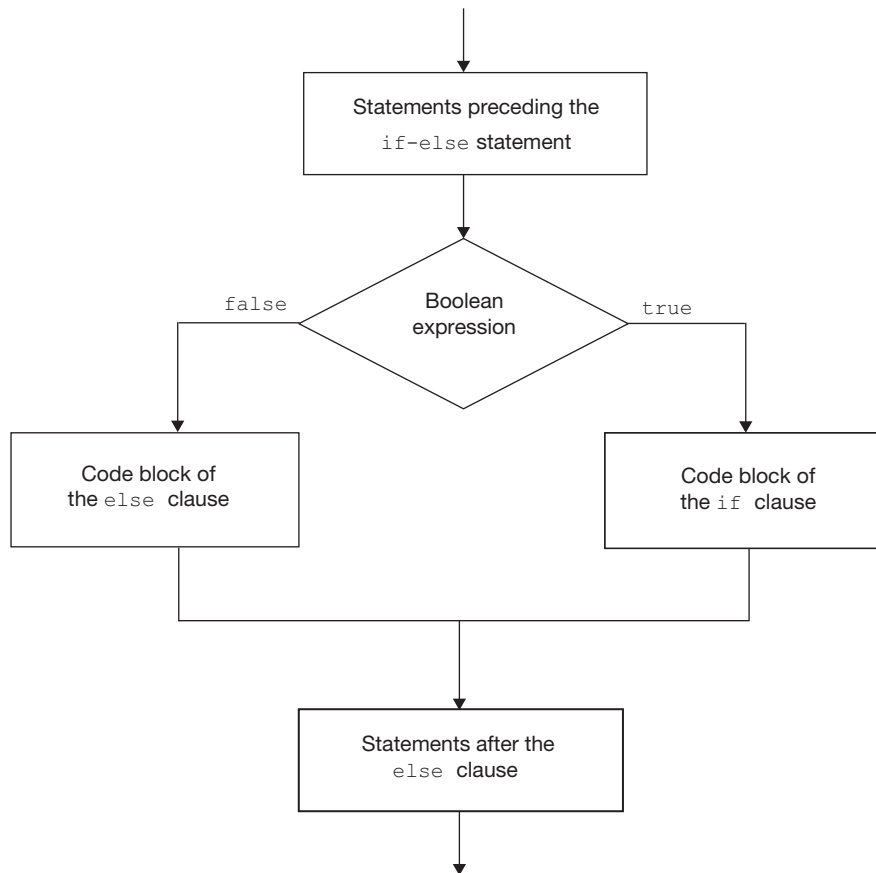 Statements preceding the
if-else statement
Boolean
expression
false
true
Code block of
the else clause
Code block of
the if clause
Statements after the
else clause